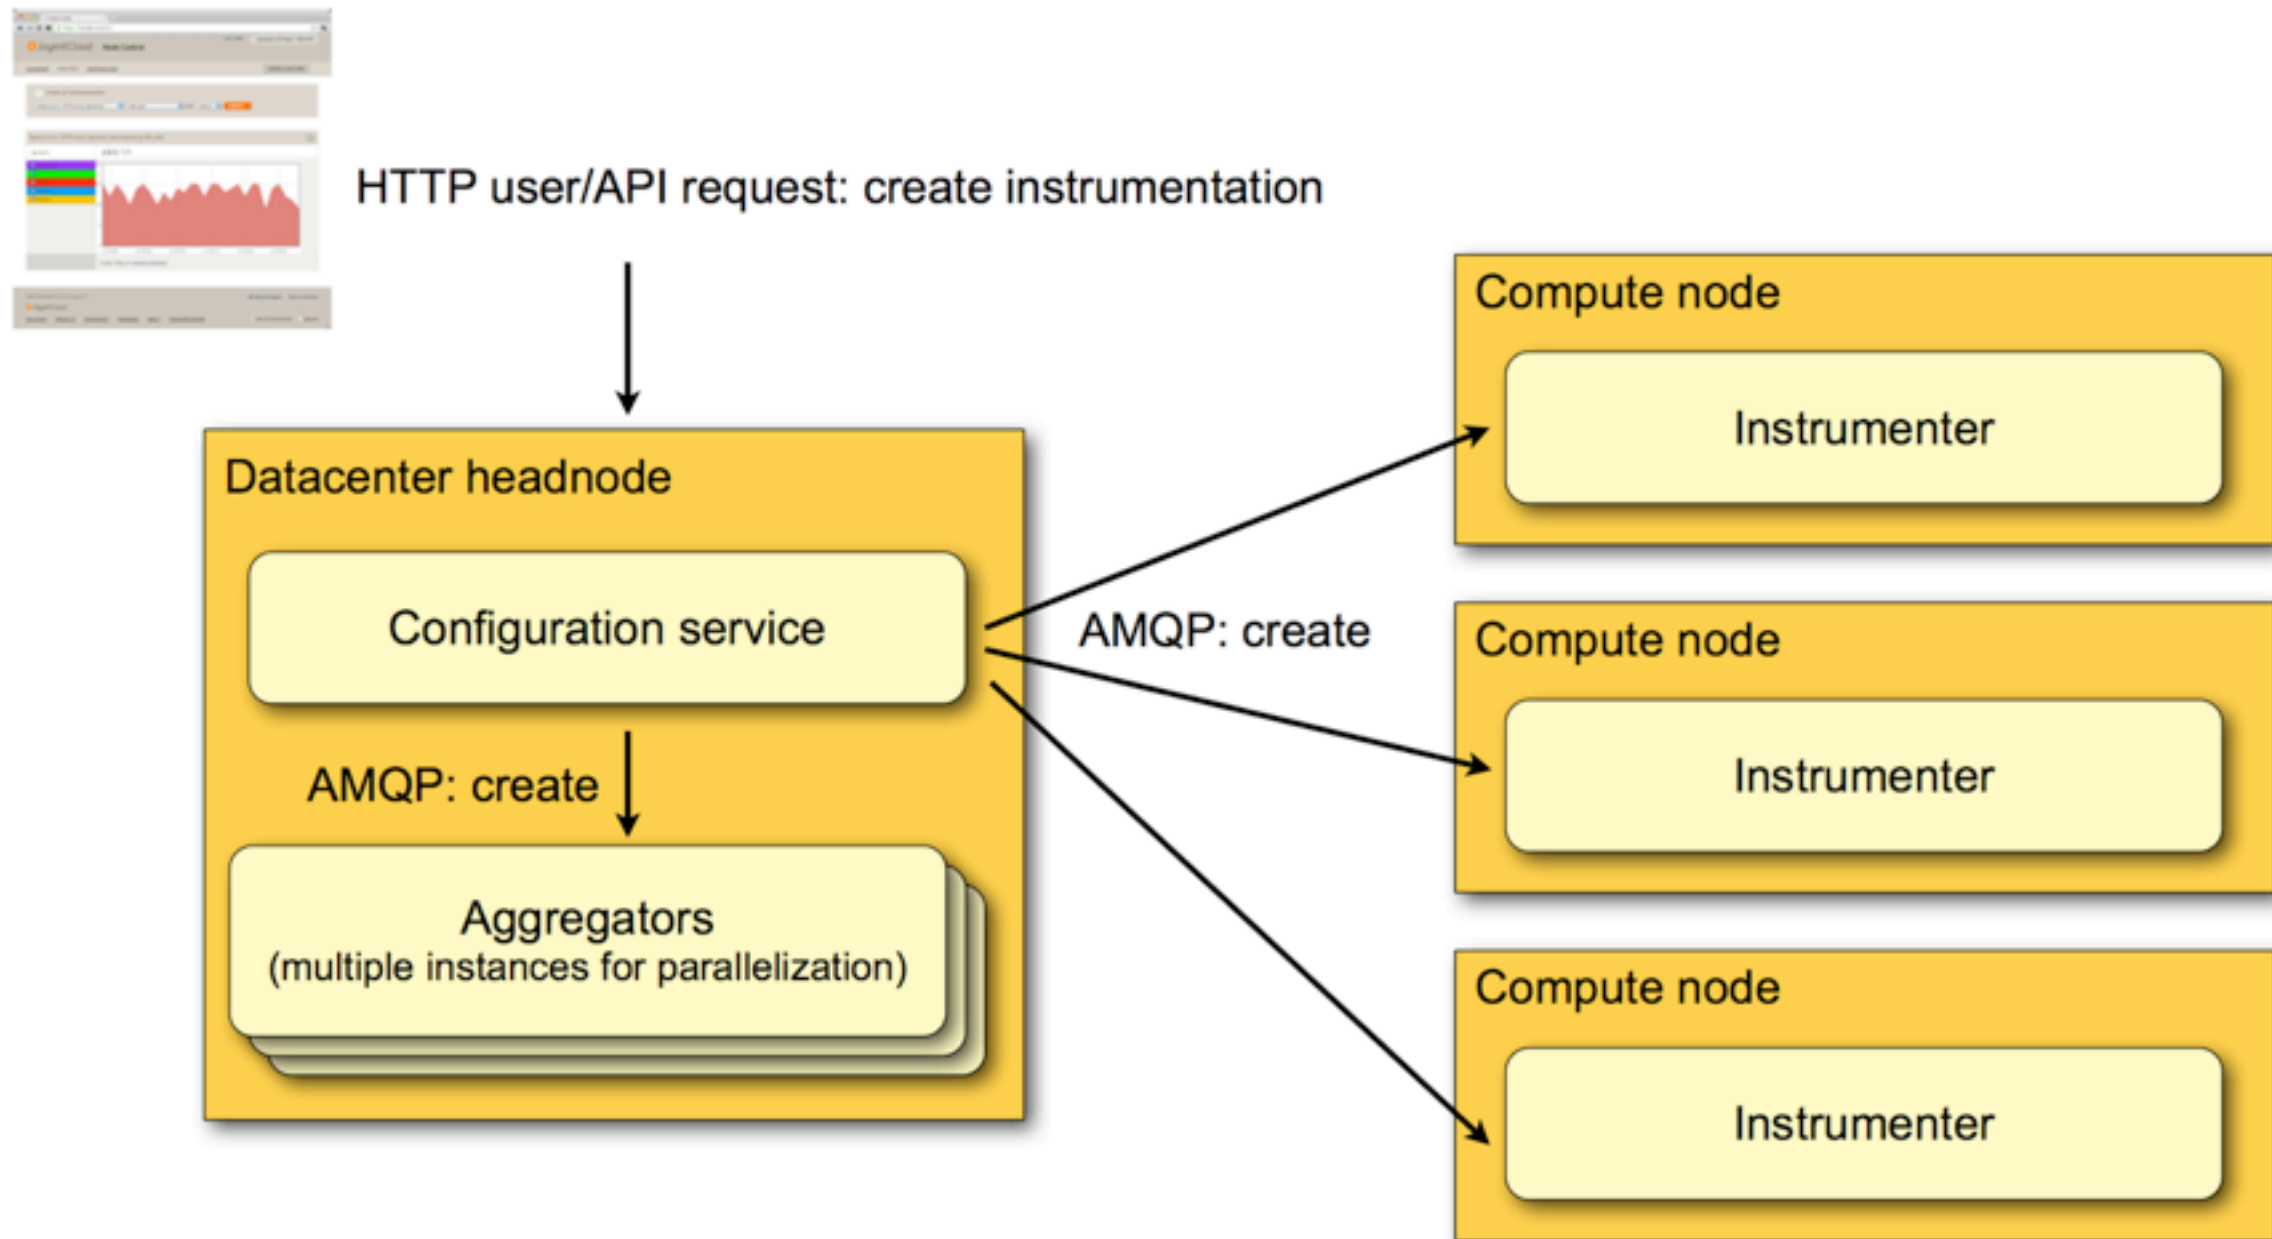 JoyentCloud
HTTP user/API request: create instrumentation
Datacenter headnode
Configuration service
AMQP: create
Aggregators
(multiple instances for parallelization)
AMQP: create
Compute node
Instrumenter
Compute node
Instrumenter
Compute node
Instrumenter